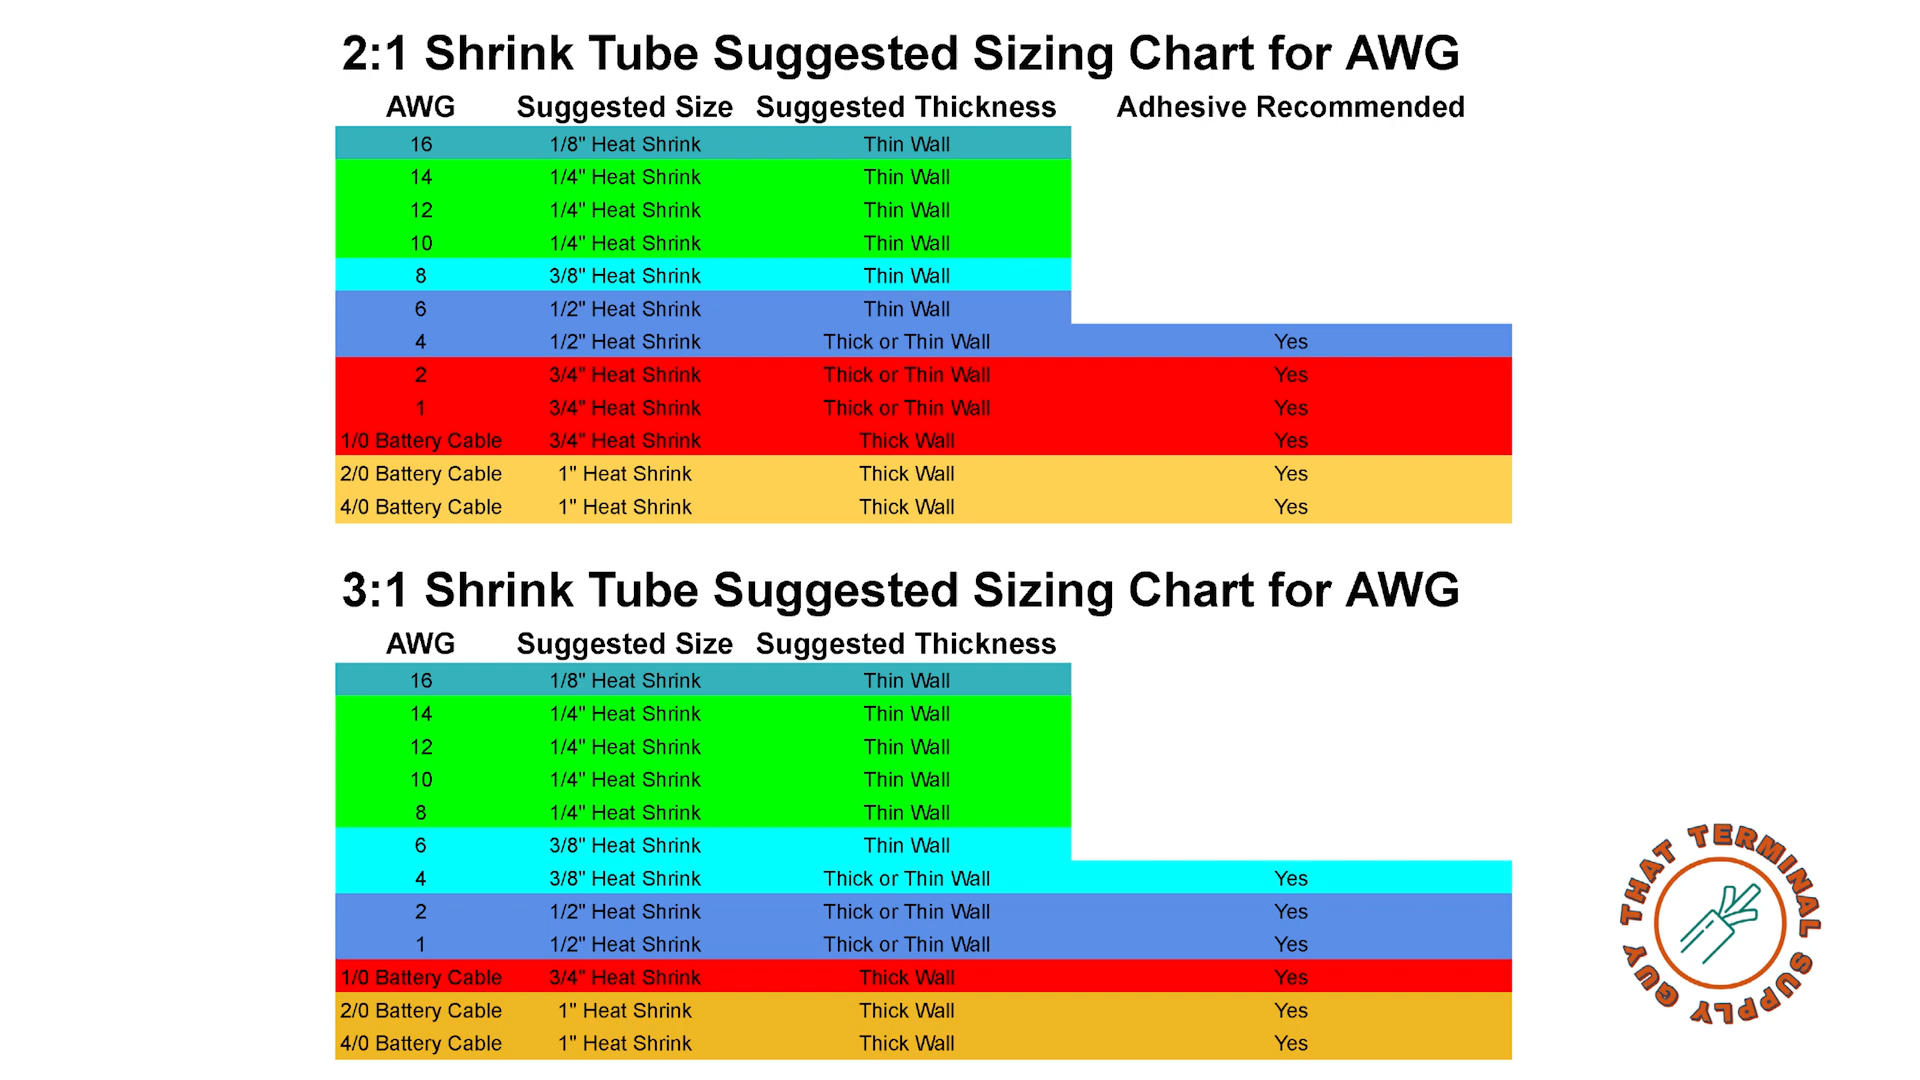 2:1 Shrink Tube Suggested Sizing Chart for AWG
AWG Suggested Size Suggested Thickness Adhesive Recommended
16 1/8" Heat Shrink Thin Wall
14 1/4" Heat Shrink Thin Wall
12 1/4" Heat Shrink Thin Wall
10 1/4" Heat Shrink Thin Wall
8 3/8" Heat Shrink Thin Wall
6 1/2" Heat Shrink Thin Wall
4 1/2" Heat Shrink Thick or Thin Wall Yes
2 3/4" Heat Shrink Thick or Thin Wall Yes
1 3/4" Heat Shrink Thick or Thin Wall Yes
1/0 Battery Cable 3/4" Heat Shrink Thick Wall Yes
2/0 Battery Cable 1" Heat Shrink Thick Wall Yes
4/0 Battery Cable 1" Heat Shrink Thick Wall Yes
3:1 Shrink Tube Suggested Sizing Chart for AWG
AWG Suggested Size Suggested Thickness
16 1/8" Heat Shrink Thin Wall
14 1/4" Heat Shrink Thin Wall
12 1/4" Heat Shrink Thin Wall
10 1/4" Heat Shrink Thin Wall
8 1/4" Heat Shrink Thin Wall
6 3/8" Heat Shrink Thin Wall
4 3/8" Heat Shrink Thick or Thin Wall Yes
2 1/2" Heat Shrink Thick or Thin Wall Yes
1 1/2" Heat Shrink Thick or Thin Wall Yes
1/0 Battery Cable 3/4" Heat Shrink Thick Wall Yes
2/0 Battery Cable 1" Heat Shrink Thick Wall Yes
4/0 Battery Cable 1" Heat Shrink Thick Wall Yes
THAT TERMINAL SUPPLY GUY